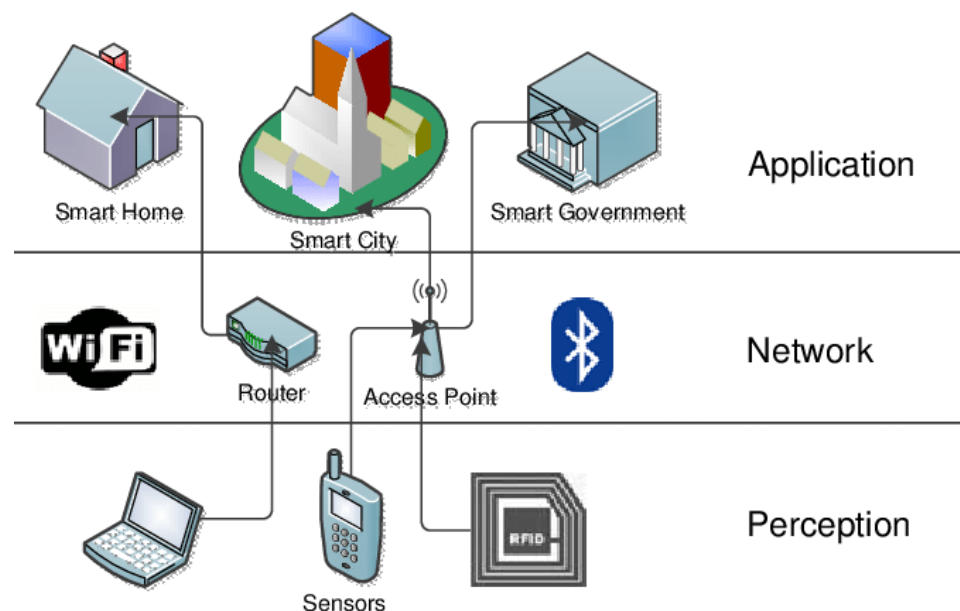 Application
Smart Home
Smart Government
Smart City
WiFi
Network
Router
Access Point
Perception
RFID
Sensors